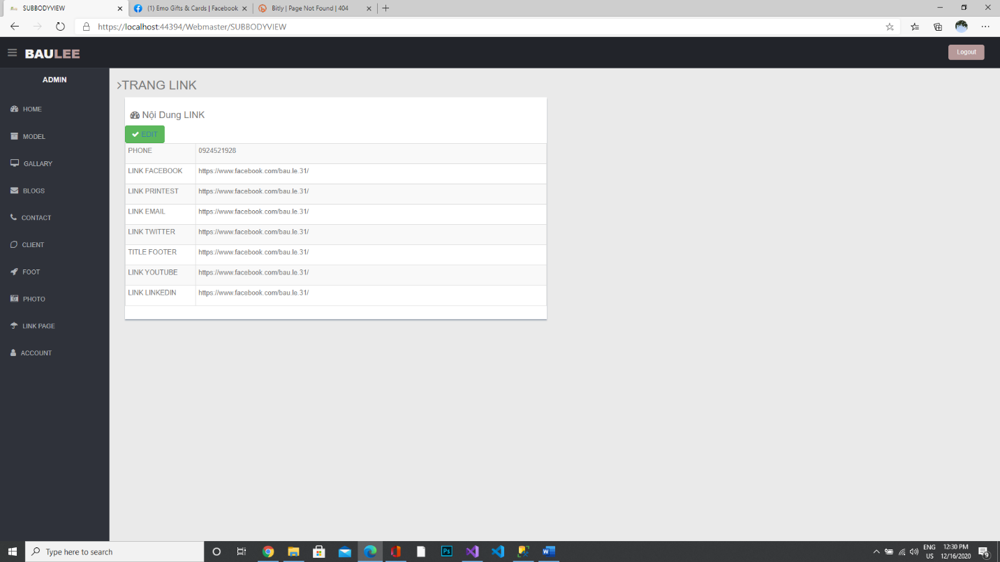 SUBBODYVIEW
(1) Emo Gifts & Cards | Facebook
Bitly | Page Not Found | 404
https://localhost:44394/Webmaster/SUBBODYVIEW
BAULEE
Logout
ADMIN
HOME
MODEL
GALLARY
BLOGS
CONTACT
CLIENT
FOOT
PHOTO
LINK PAGE
ACCOUNT
>TRANG LINK
Nội Dung LINK
EDIT
PHONE 0924521928
LINK FACEBOOK https://www.facebook.com/bau.le.31/
LINK PRINTEST https://www.facebook.com/bau.le.31/
LINK EMAIL https://www.facebook.com/bau.le.31/
LINK TWITTER https://www.facebook.com/bau.le.31/
TITLE FOOTER https://www.facebook.com/bau.le.31/
LINK YOUTUBE https://www.facebook.com/bau.le.31/
LINK LINKEDIN https://www.facebook.com/bau.le.31/
Type here to search
Ps
W
ENG
US
12:30 PM
12/16/2020
9